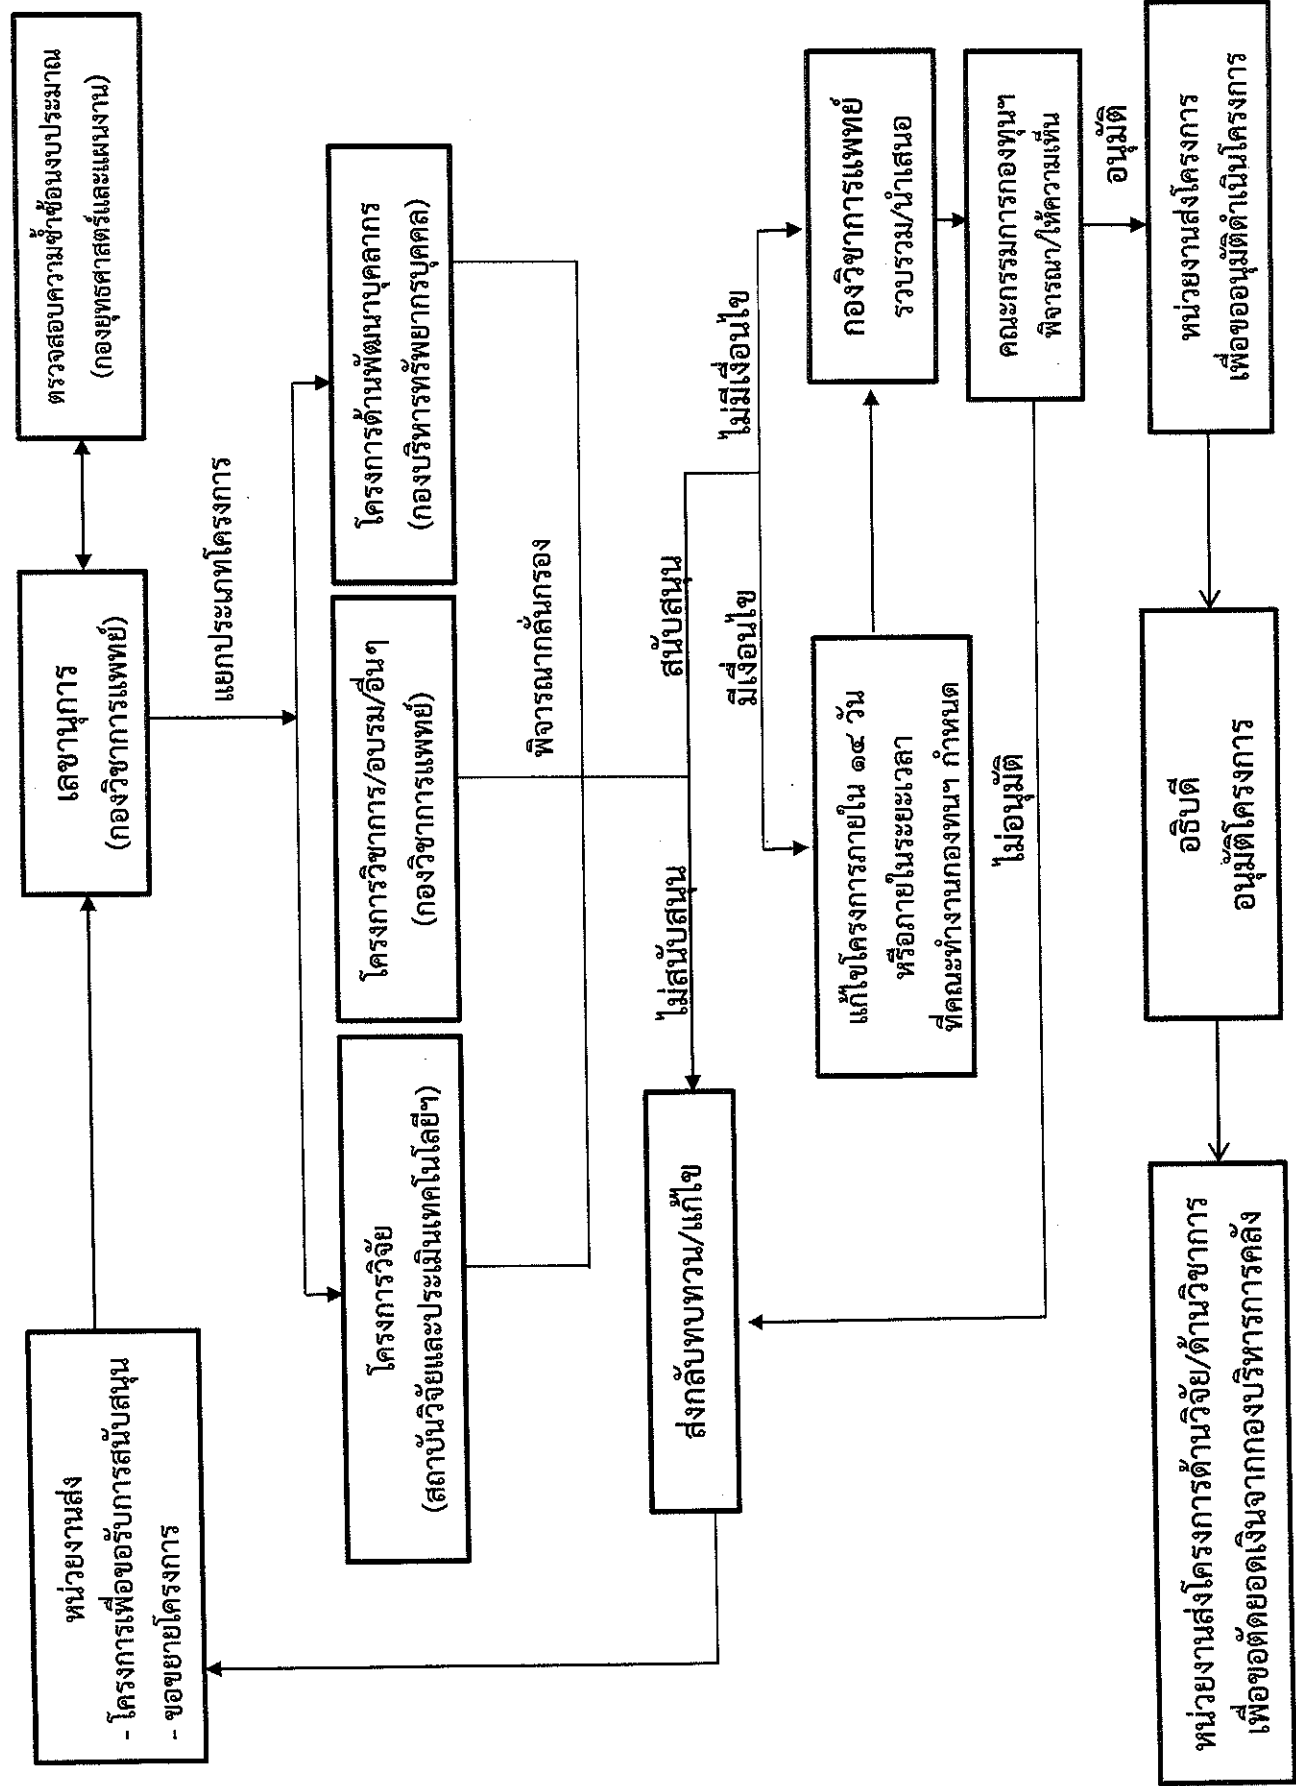 หน่วยงานส่ง
- โครงการเพื่อขอรับการสนับสนุน
- ขอขยายโครงการ
เลขานุการ
(กองวิชาการแพทย์)
ตรวจสอบความซ้ำซ้อนงบประมาณ
(กองยุทธศาสตร์และแผนงาน)
แยกประเภทโครงการ
โครงการวิจัย
(สถาบันวิจัยและประเมินเทคโนโลยีฯ)
โครงการวิชาการ/อบรม/อื่นๆ
(กองวิชาการแพทย์)
โครงการด้านพัฒนาบุคลากร
(กองบริหารทรัพยากรบุคคล)
พิจารณากลั่นกรอง
ไม่สนับสนุน
สนับสนุน
ส่งกลับทบทวน/แก้ไข
มีเงื่อนไข
ไม่มีเงื่อนไข
แก้ไขโครงการภายใน ๑๔ วัน
หรือภายในระยะเวลา
ที่คณะทำงานกองทุนฯ กำหนด
กองวิชาการแพทย์
รวบรวม/นำเสนอ
คณะกรรมการกองทุนฯ
พิจารณา/ให้ความเห็น
ไม่อนุมัติ
อนุมัติ
หน่วยงานส่งโครงการด้านวิจัย/ด้านวิชาการ
เพื่อขอตัดยอดเงินจากกองบริหารการคลัง
อธิบดี
อนุมัติโครงการ
หน่วยงานส่งโครงการ
เพื่อขออนุมัติดำเนินโครงการ